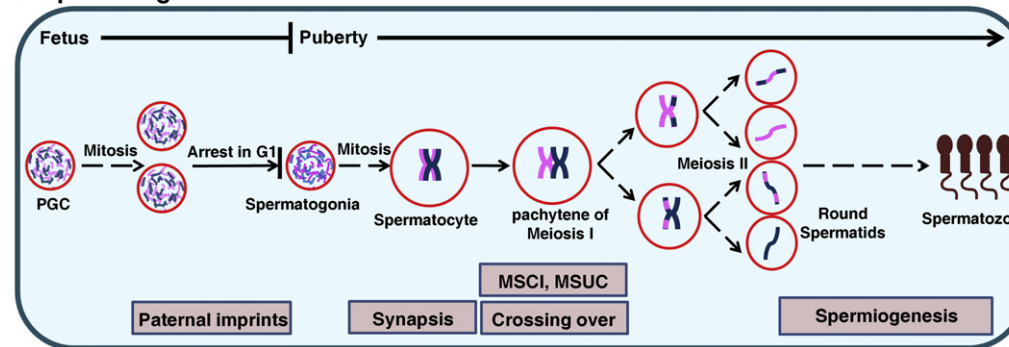 Fetus
Puberty
Mitosis
Arrest in G1
Mitosis
PGC
Spermatogonia
Spermatocyte
pachytene of
Meiosis I
Meiosis II
Round
Spermatids
Spermatozo
MSCI, MSUC
Paternal imprints
Synapsis
Crossing over
Spermiogenesis